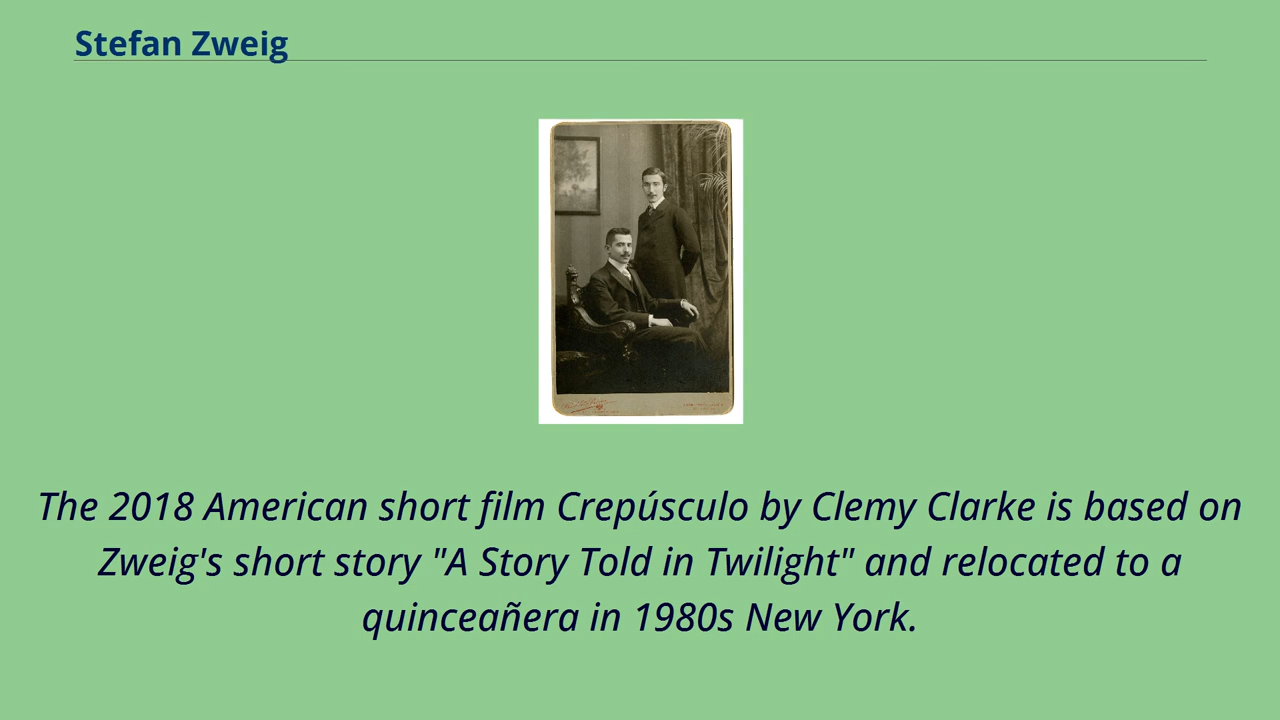 Stefan Zweig
The 2018 American short film Crepúsculo by Clemy Clarke is based on
Zweig's short story "A Story Told in Twilight" and relocated to a
quinceañera in 1980s New York.